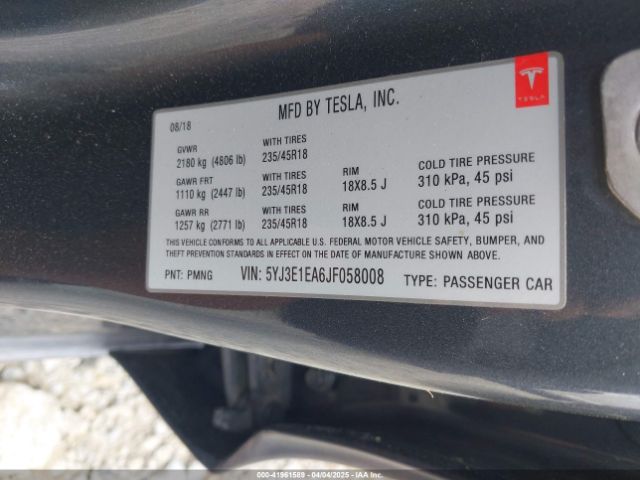 MFD BY TESLA, INC.
TESLA
08/18
GVWR WITH TIRES
2180 kg (4806 lb) 235/45R18
GAWR FRT WITH TIRES RIM COLD TIRE PRESSURE
1110 kg (2447 lb) 235/45R18 18X8.5 J 310 kPa, 45 psi
GAWR RR WITH TIRES RIM COLD TIRE PRESSURE
1257 kg (2771 lb) 235/45R18 18X8.5 J 310 kPa, 45 psi
THIS VEHICLE CONFORMS TO ALL APPLICABLE U.S. FEDERAL MOTOR VEHICLE SAFETY, BUMPER, AND
THEFT PREVENTION STANDARDS IN EFFECT ON THE DATE OF MANUFACTURE SHOWN ABOVE.
PNT: PMNG VIN: 5YJ3E1EA6JF058008 TYPE: PASSENGER CAR
000-41961589 - 04/04/2025 - IAAI.com